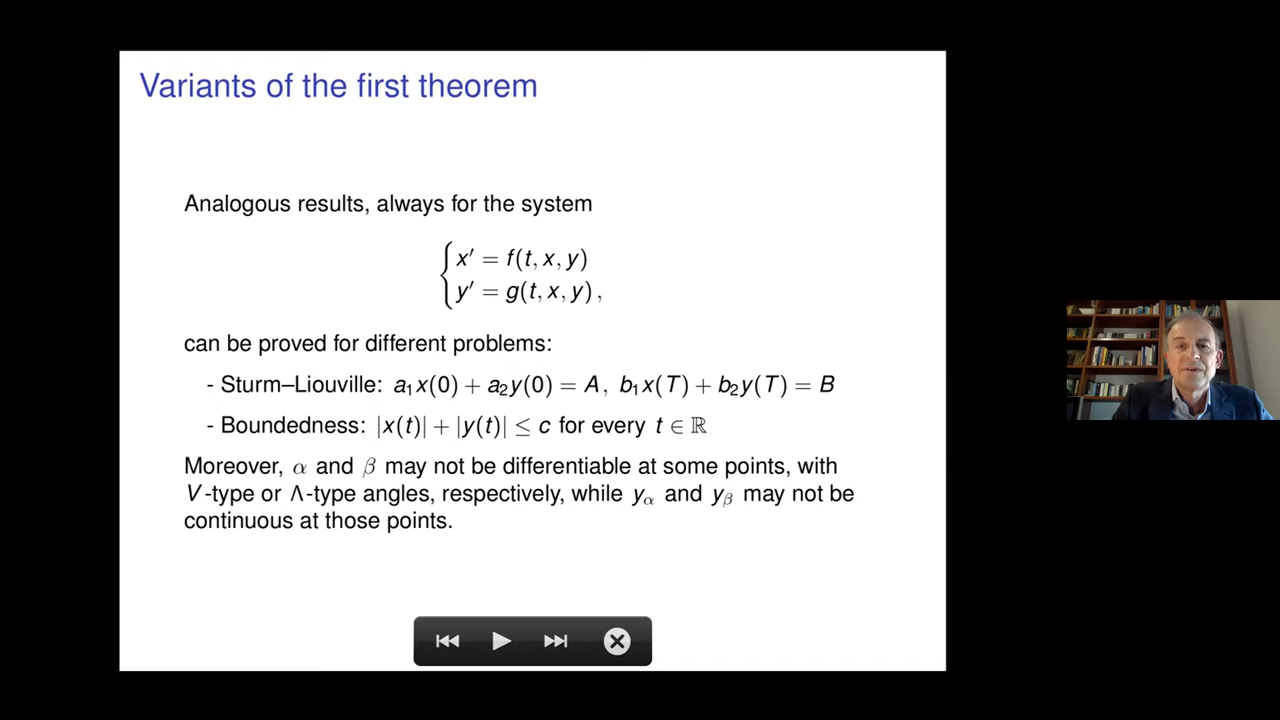 Variants of the first theorem
Analogous results, always for the system
x′ = f(t, x, y)
y′ = g(t, x, y) ,
can be proved for different problems:
- Sturm–Liouville: a₁x(0) + a₂y(0) = A , b₁x(T) + b₂y(T) = B
- Boundedness: |x(t)| + |y(t)| ≤ c for every t ∈ ℝ
Moreover, α and β may not be differentiable at some points, with
V-type or Λ-type angles, respectively, while yα and yβ may not be
continuous at those points.